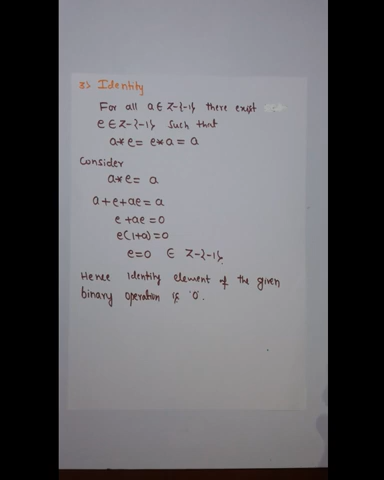 3> Identity
For all a ∈ Z-{-1} there exist
e ∈ Z-{-1} such that
a*e = e*a = a
Consider
a*e = a
a+e+ae = a
e+ae = 0
e(1+a) = 0
e=0 ∈ Z-{-1}
Hence Identity element of the given
binary operation is '0'.